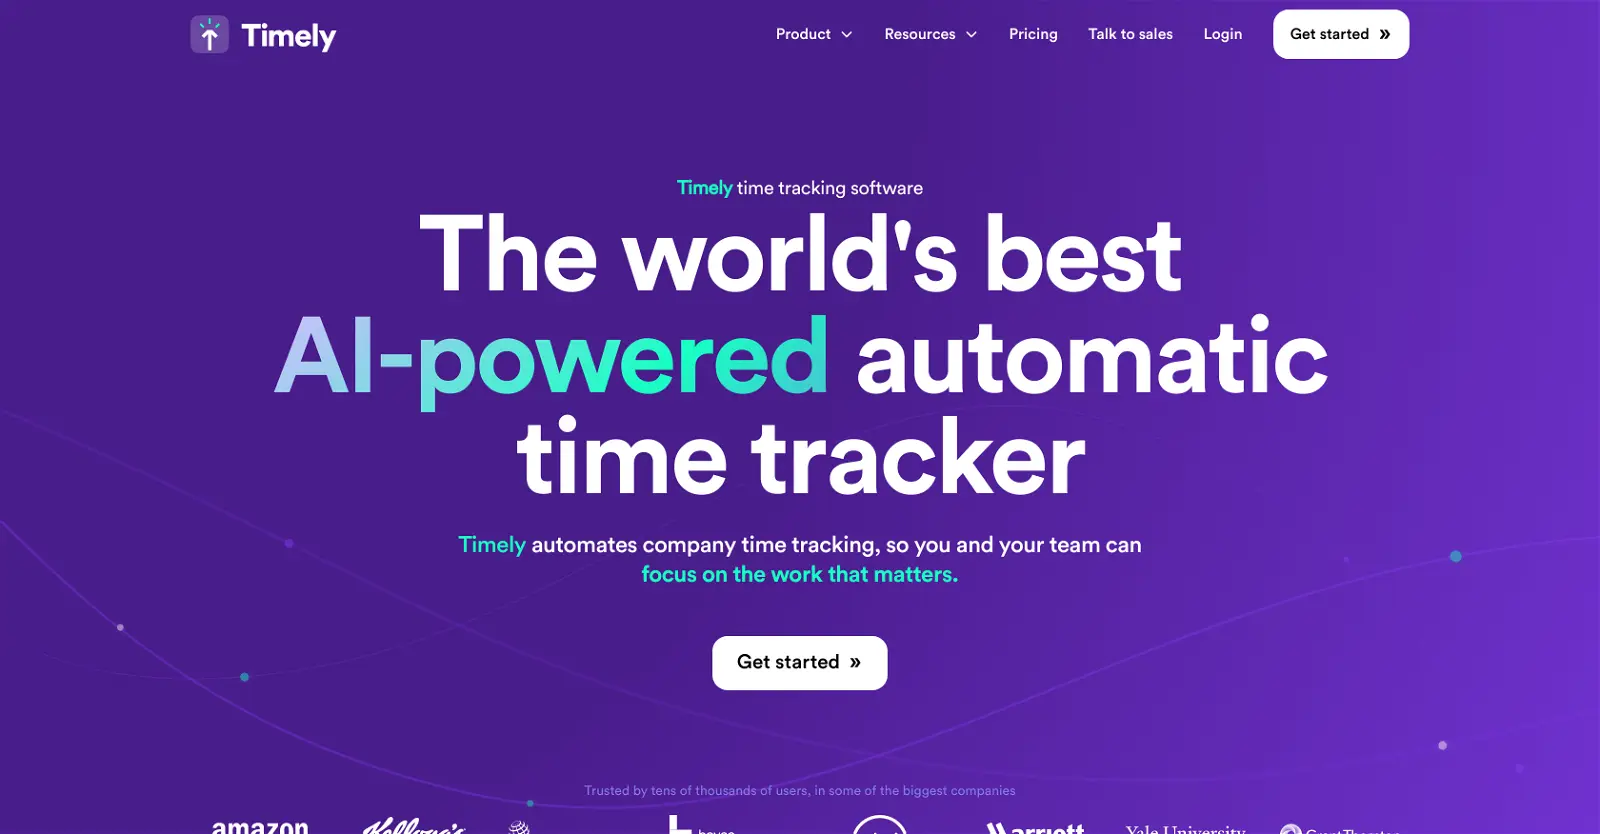 Timely
Product
Resources
Pricing
Talk to sales
Login
Get started »
Timely time tracking software
The world's best
AI-powered automatic
time tracker
Timely automates company time tracking, so you and your team can
focus on the work that matters.
Get started »
Trusted by tens of thousands of users, in some of the biggest companies
amazon
Kellogg's
Marriott
Yale University
Grant Thornton